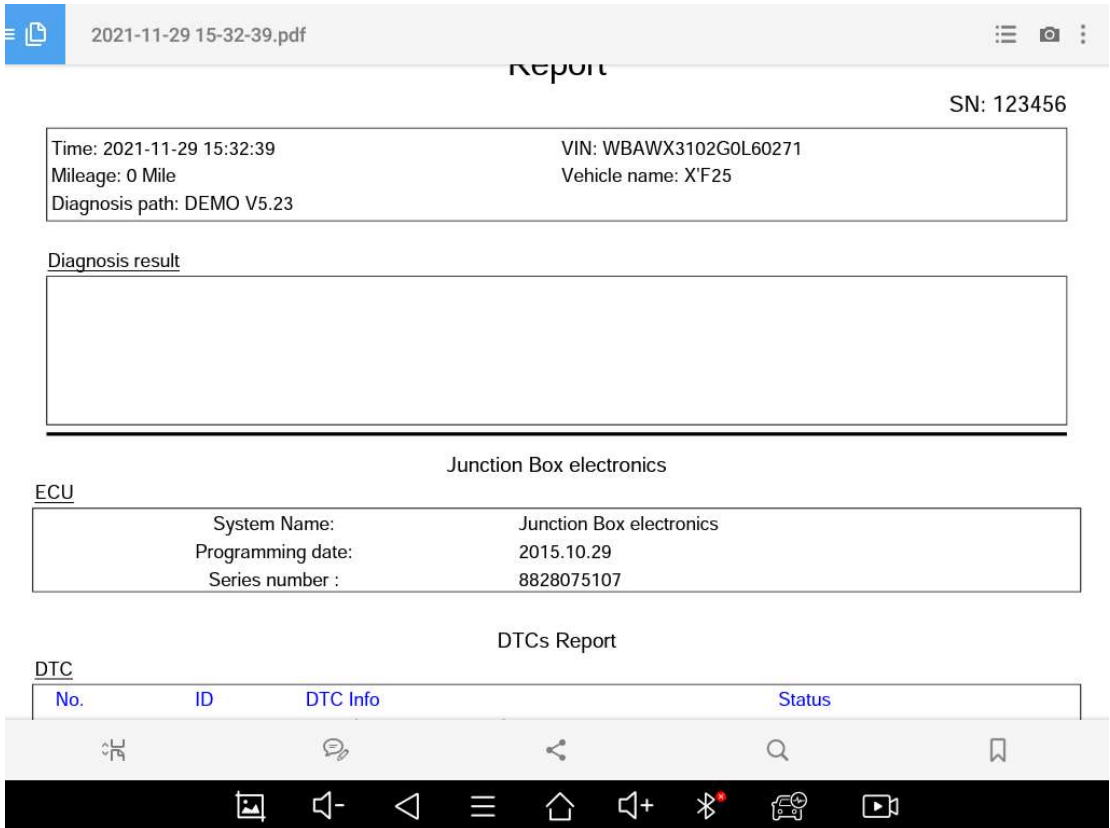 2021-11-29 15-32-39.pdf
Report
SN: 123456
Time: 2021-11-29 15:32:39
VIN: WBAWX3102G0L60271
Mileage: 0 Mile
Vehicle name: X'F25
Diagnosis path: DEMO V5.23
Diagnosis result
Junction Box electronics
ECU
System Name: Junction Box electronics
Programming date: 2015.10.29
Series number : 8828075107
DTCs Report
DTC
No. ID DTC Info Status